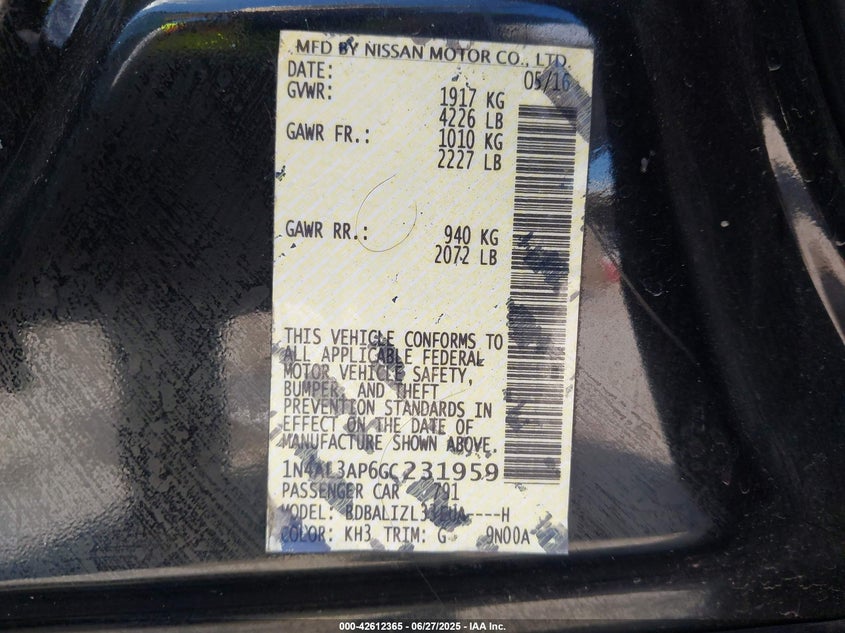 MFD BY NISSAN MOTOR CO., LTD.
DATE: 05/16
GVWR: 1917 KG
4226 LB
GAWR FR.: 1010 KG
2227 LB
GAWR RR.: 940 KG
2072 LB
THIS VEHICLE CONFORMS TO
ALL APPLICABLE FEDERAL
MOTOR VEHICLE SAFETY,
BUMPER, AND THEFT
PREVENTION STANDARDS IN
EFFECT ON THE DATE OF
MANUFACTURE SHOWN ABOVE.
1N4AL3AP6GC231959
PASSENGER CAR 791
MODEL:
COLOR: KH3 TRIM: G 9N00A
000-42612365 - 06/27/2025 - IAA Inc.